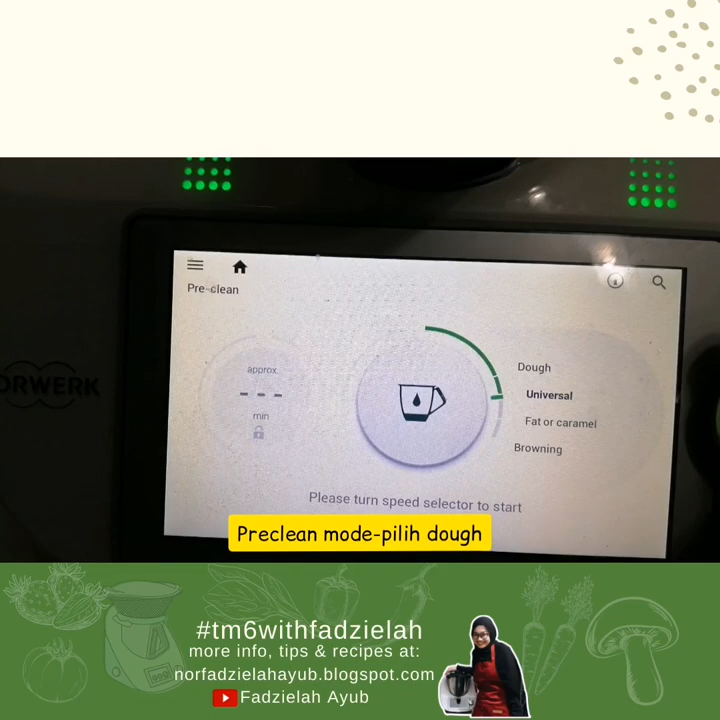 Pre-clean
approx.
min
Dough
Universal
Fat or caramel
Browning
Please turn speed selector to start
ORWERK
Preclean mode-pilih dough
#tm6withfadzielah
more info, tips & recipes at:
norfadzielahayub.blogspot.com
Fadzielah Ayub